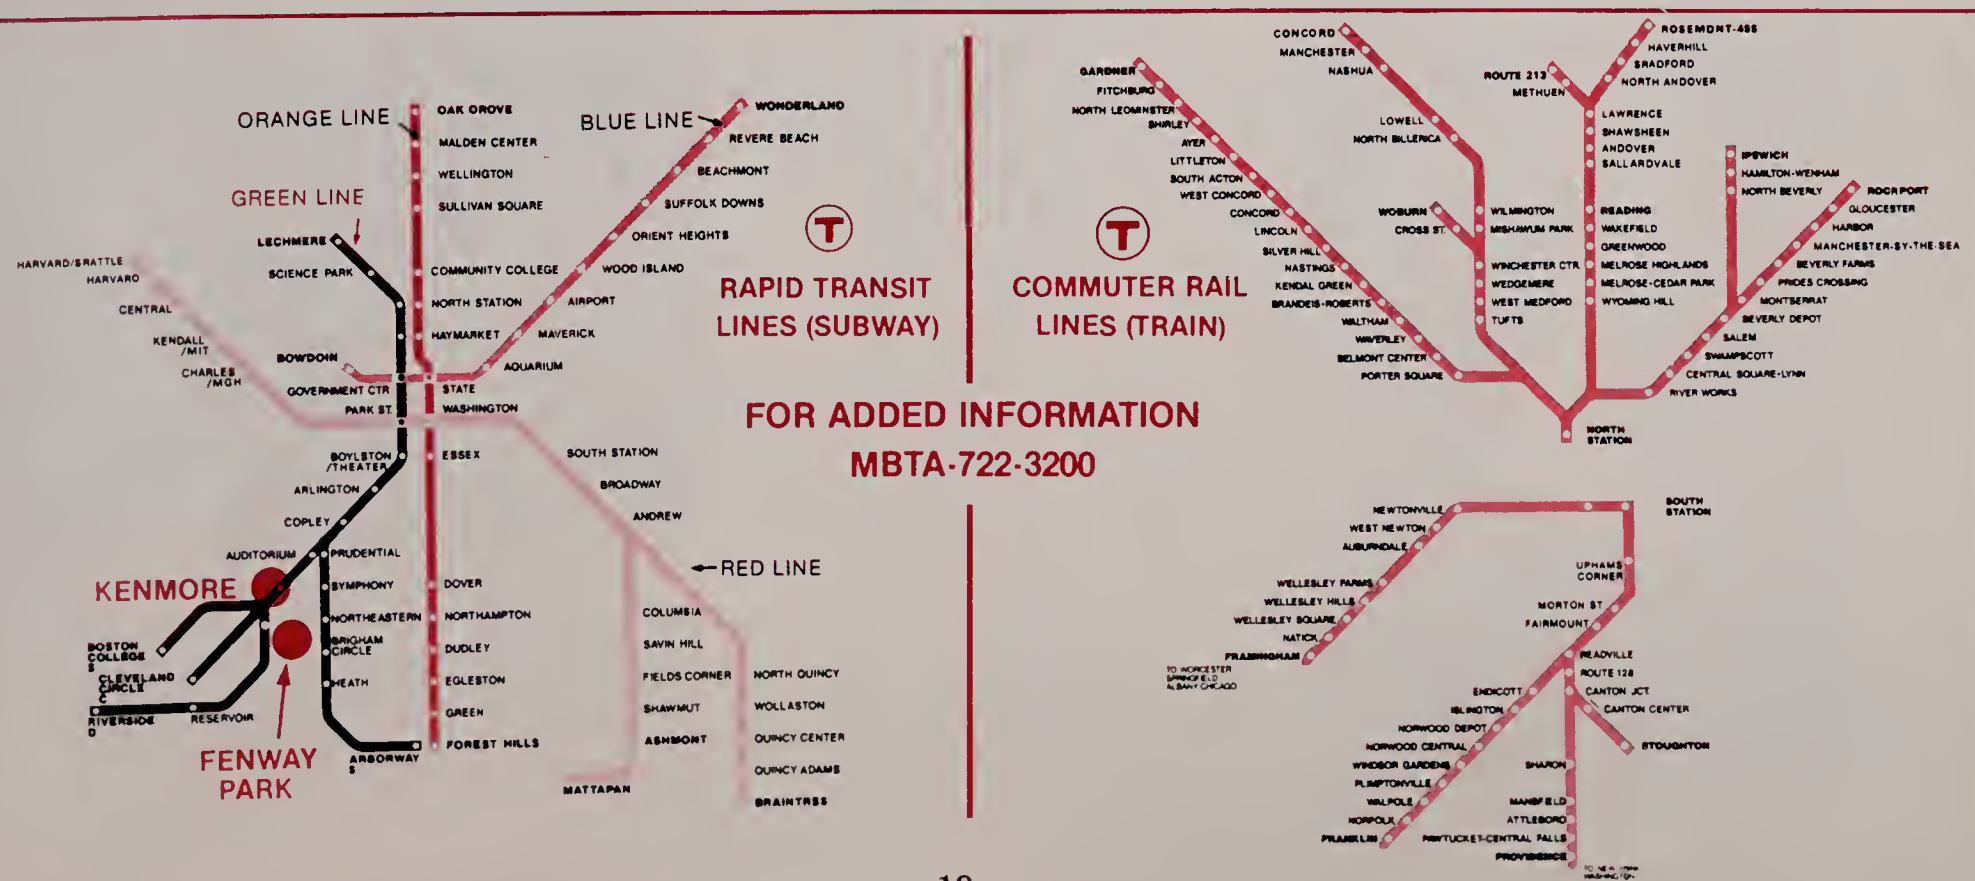 ORANGE LINE
OAK GROVE
MALDEN CENTER
WELLINGTON
SULLIVAN SQUARE
COMMUNITY COLLEGE
NORTH STATION
HAYMARKET
STATE
WASHINGTON
ESSEX
DOVER
NORTHAMPTON
DUDLEY
EGLESTON
GREEN
FOREST HILLS
BLUE LINE
WONDERLAND
REVERE BEACH
BEACHMONT
SUFFOLK DOWNS
ORIENT HEIGHTS
WOOD ISLAND
AIRPORT
MAVERICK
AQUARIUM
BOWDOIN
GREEN LINE
LECHMERE
SCIENCE PARK
GOVERNMENT CTR
PARK ST.
BOYLSTON
/THEATER
ARLINGTON
COPLEY
AUDITORIUM
PRUDENTIAL
SYMPHONY
NORTHEASTERN
BRIGHAM
CIRCLE
HEATH
ARBORWAY
S
KENMORE
BOSTON
COLLEGE
S
CLEVELAND
CIRCLE
C
RIVERSIDE
D
RESERVOIR
FENWAY
PARK
HARVARD/BRATTLE
HARVARD
CENTRAL
KENDALL
/MIT
CHARLES
/MGH
SOUTH STATION
BROADWAY
ANDREW
RED LINE
COLUMBIA
SAVIN HILL
FIELDS CORNER
SHAWMUT
ASHMONT
MATTAPAN
NORTH QUINCY
WOLLASTON
QUINCY CENTER
QUINCY ADAMS
BRAINTREE
T
RAPID TRANSIT
LINES (SUBWAY)
T
COMMUTER RAIL
LINES (TRAIN)
FOR ADDED INFORMATION
MBTA-722-3200
GARDNER
FITCHBURG
NORTH LEOMINSTER
SHIRLEY
AYER
LITTLETON
SOUTH ACTON
WEST CONCORD
CONCORD
LINCOLN
SILVER HILL
HASTINGS
KENDAL GREEN
BRANDEIS-ROBERTS
WALTHAM
WAVERLEY
BELMONT CENTER
PORTER SQUARE
CONCORD
MANCHESTER
NASHUA
LOWELL
NORTH BILLERICA
WOBURN
CROSS ST.
WILMINGTON
MISHAWUM PARK
WINCHESTER CTR.
WEDGEMERE
WEST MEDFORD
TUFTS
ROUTE 213
METHUEN
ROSEMONT-495
HAVERHILL
BRADFORD
NORTH ANDOVER
LAWRENCE
SHAWSHEEN
ANDOVER
BALLARDVALE
READING
WAKEFIELD
GREENWOOD
MELROSE HIGHLANDS
MELROSE-CEDAR PARK
WYOMING HILL
IPSWICH
HAMILTON-WENHAM
NORTH BEVERLY
ROCKPORT
GLOUCESTER
HARBOR
MANCHESTER-BY-THE-SEA
BEVERLY FARMS
PRIDES CROSSING
MONTSERRAT
BEVERLY DEPOT
SALEM
SWAMPSCOTT
CENTRAL SQUARE-LYNN
RIVER WORKS
NORTH
STATION
SOUTH
STATION
NEWTONVILLE
WEST NEWTON
AUBURNDALE
WELLESLEY FARMS
WELLESLEY HILLS
WELLESLEY SQUARE
NATICK
FRAMINGHAM
TO WORCESTER
SPRINGFIELD
ALBANY CHICAGO
UPHAMS
CORNER
MORTON ST
FAIRMOUNT
READVILLE
ROUTE 128
CANTON JCT.
CANTON CENTER
STOUGHTON
ENDICOTT
ISLINGTON
NORWOOD DEPOT
NORWOOD CENTRAL
WINDSOR GARDENS
PLIMPTONVILLE
WALPOLE
NORFOLK
FRANKLIN
SHARON
MANSFIELD
ATTLEBORO
PAWTUCKET-CENTRAL FALLS
PROVIDENCE
TO NEW YORK
WASHINGTON